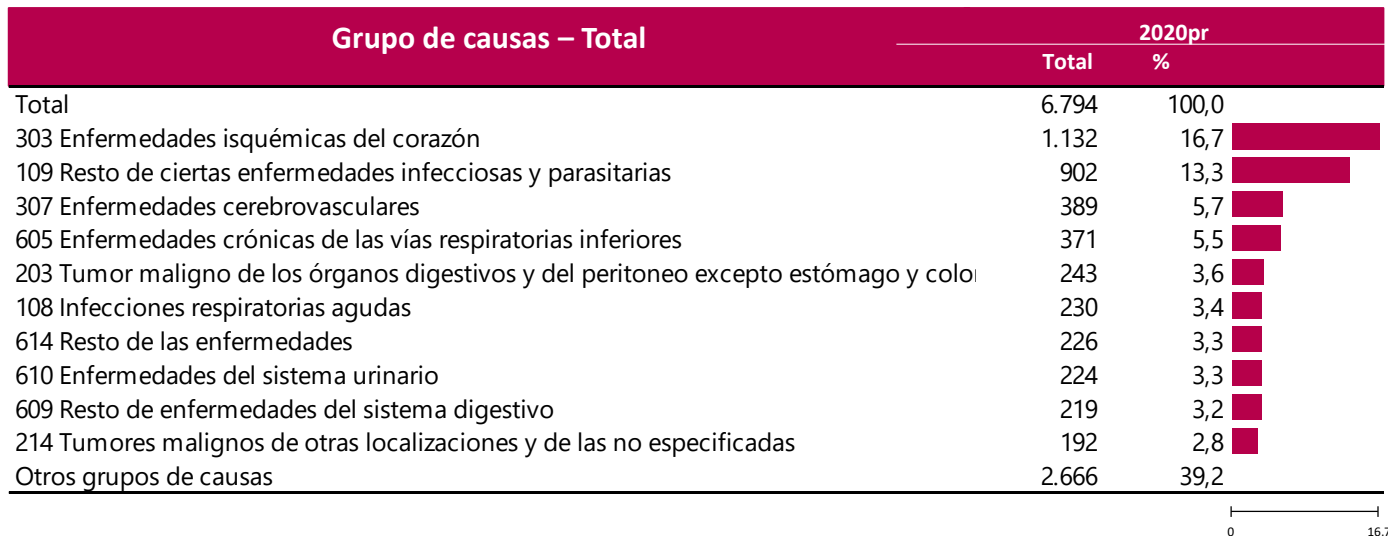 Grupo de causas – Total 2020pr
Total %
Total 6.794 100,0
303 Enfermedades isquémicas del corazón 1.132 16,7
109 Resto de ciertas enfermedades infecciosas y parasitarias 902 13,3
307 Enfermedades cerebrovasculares 389 5,7
605 Enfermedades crónicas de las vías respiratorias inferiores 371 5,5
203 Tumor maligno de los órganos digestivos y del peritoneo excepto estómago y colo 243 3,6
108 Infecciones respiratorias agudas 230 3,4
614 Resto de las enfermedades 226 3,3
610 Enfermedades del sistema urinario 224 3,3
609 Resto de enfermedades del sistema digestivo 219 3,2
214 Tumores malignos de otras localizaciones y de las no especificadas 192 2,8
Otros grupos de causas 2.666 39,2
0 16,7